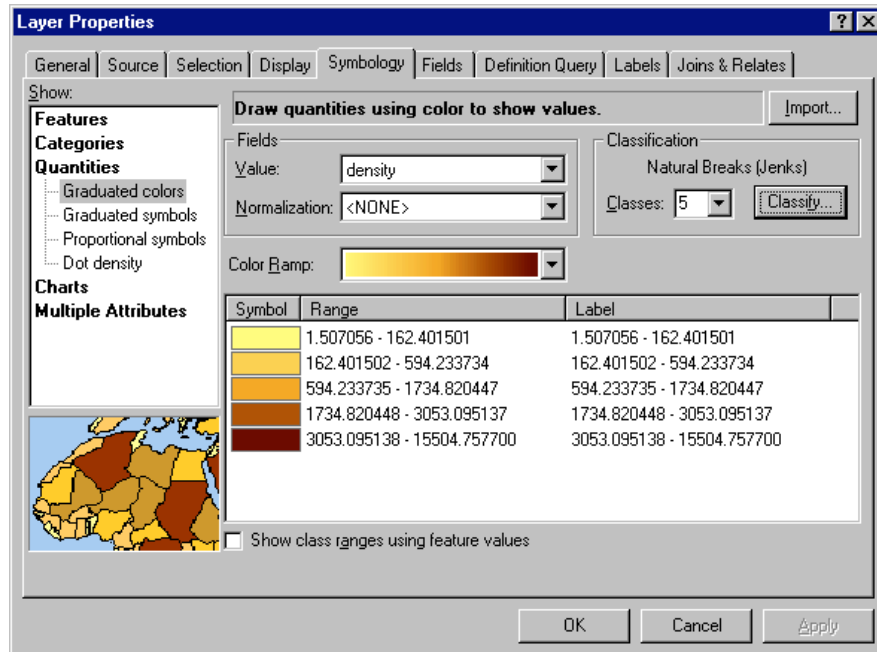 Layer Properties
General Source Selection Display Symbology Fields Definition Query Labels Joins & Relates
Show:
Features
Categories
Quantities
Graduated colors
Graduated symbols
Proportional symbols
Dot density
Charts
Multiple Attributes
Draw quantities using color to show values.
Import...
Fields
Value: density
Normalization: <NONE>
Classification
Natural Breaks (Jenks)
Classes: 5 Classify...
Color Ramp:
Symbol Range Label
1.507056 - 162.401501 1.507056 - 162.401501
162.401502 - 594.233734 162.401502 - 594.233734
594.233735 - 1734.820447 594.233735 - 1734.820447
1734.820448 - 3053.095137 1734.820448 - 3053.095137
3053.095138 - 15504.757700 3053.095138 - 15504.757700
Show class ranges using feature values
OK Cancel Apply